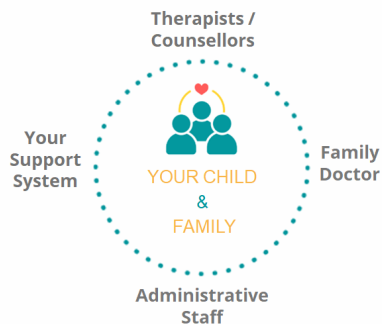 Therapists /
Counsellors
Your
Support
System
YOUR CHILD
&
FAMILY
Family
Doctor
Administrative
Staff